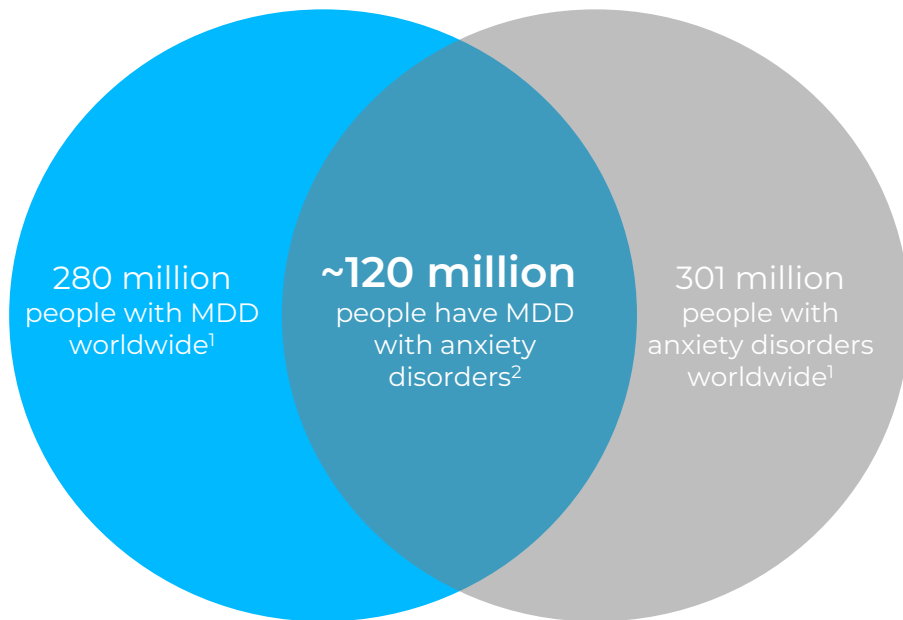 280 million
people with MDD
worldwide¹
~120 million
people have MDD
with anxiety
disorders²
301 million
people with
anxiety disorders
worldwide¹